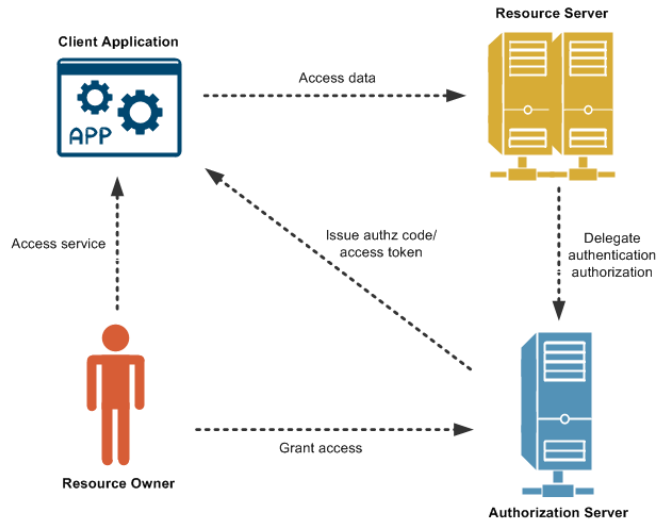 Resource Server
Client Application
Access data
APP
Issue authz code/
access token
Delegate
authentication
authorization
Access service
Grant access
Resource Owner
Authorization Server